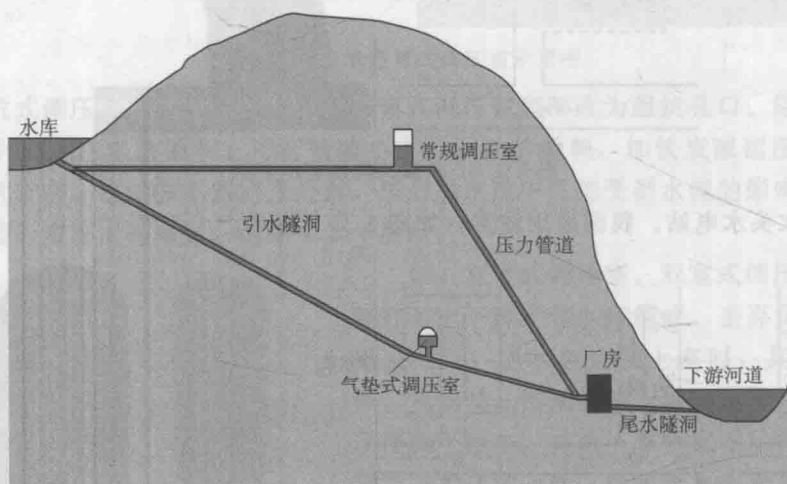 水库
常规调压室
引水隧洞
压力管道
气垫式调压室
厂房
下游河道
尾水隧洞